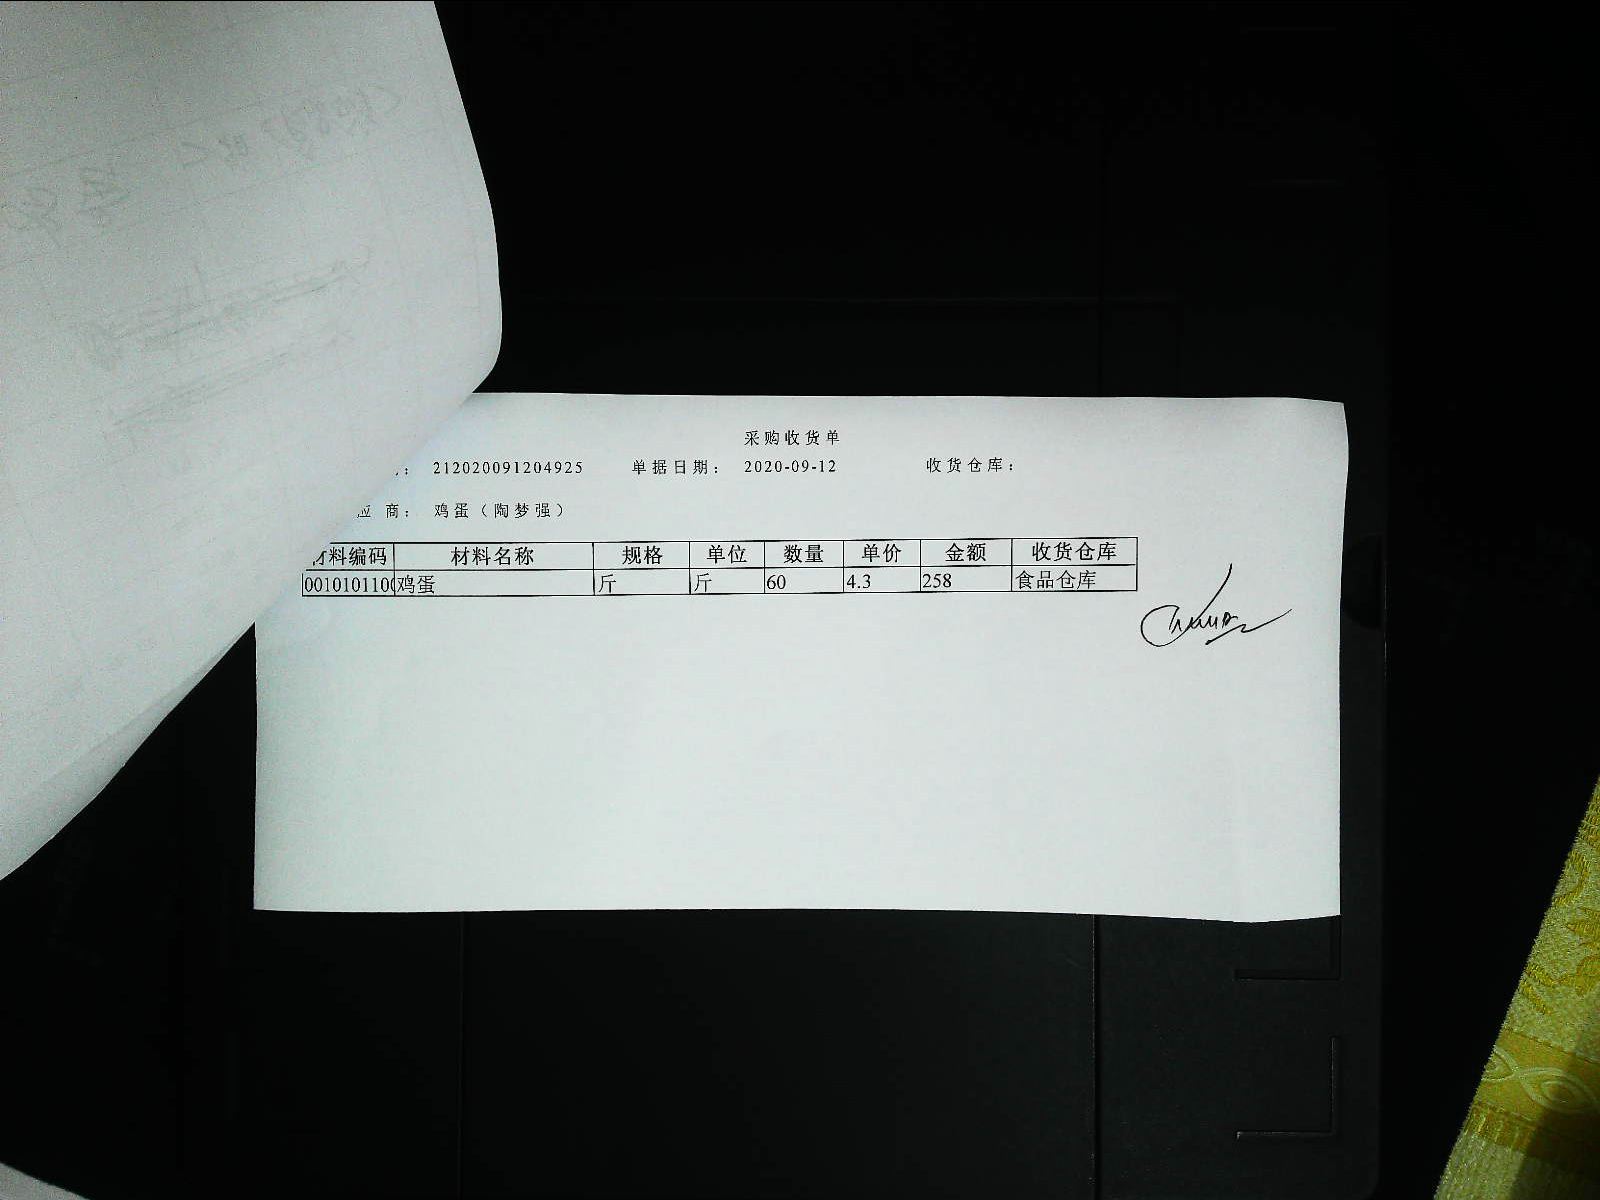 采购收货单
：212020091204925 单据日期：2020-09-12 收货仓库：
应 商：鸡蛋（陶梦强）
材料编码 材料名称 规格 单位 数量 单价 金额 收货仓库
0010101100 鸡蛋 斤 斤 60 4.3 258 食品仓库